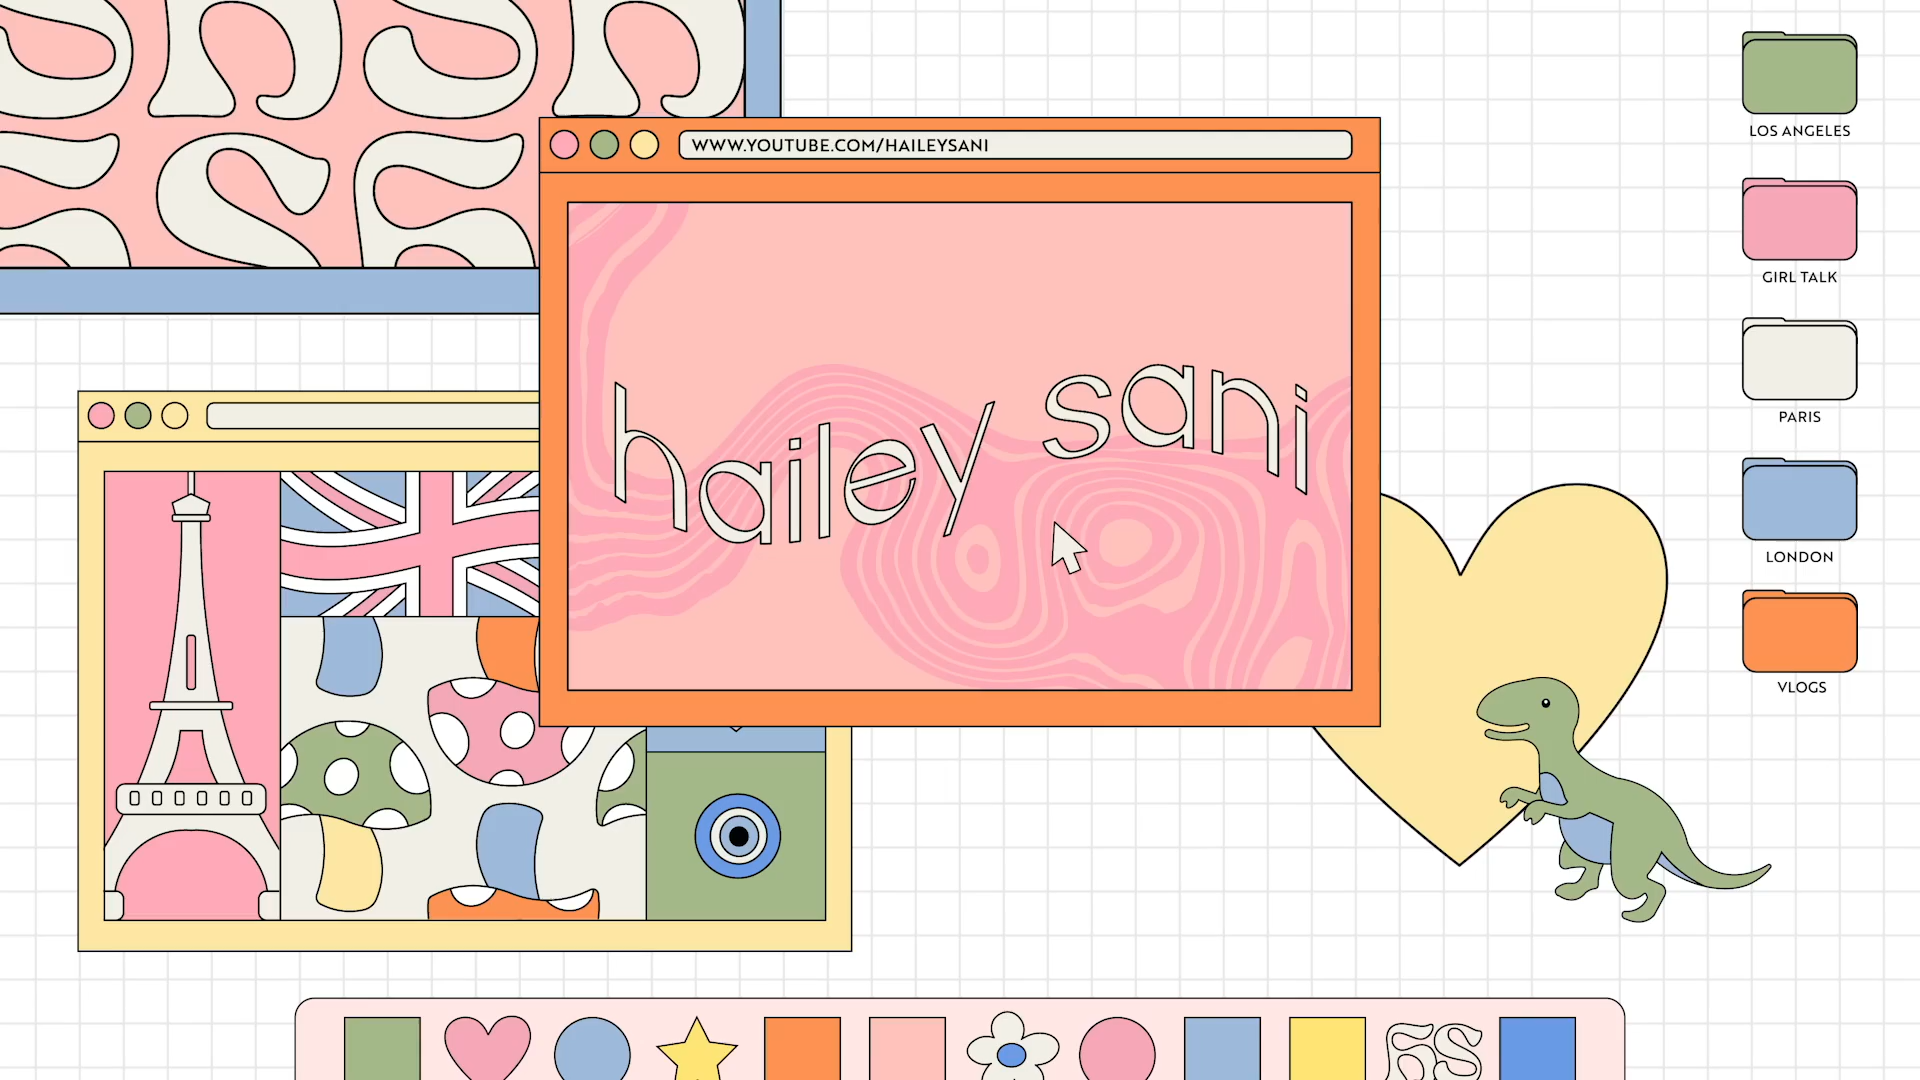 WWW.YOUTUBE.COM/HAILEYSANI
hailey sani
LOS ANGELES
GIRL TALK
PARIS
LONDON
VLOGS